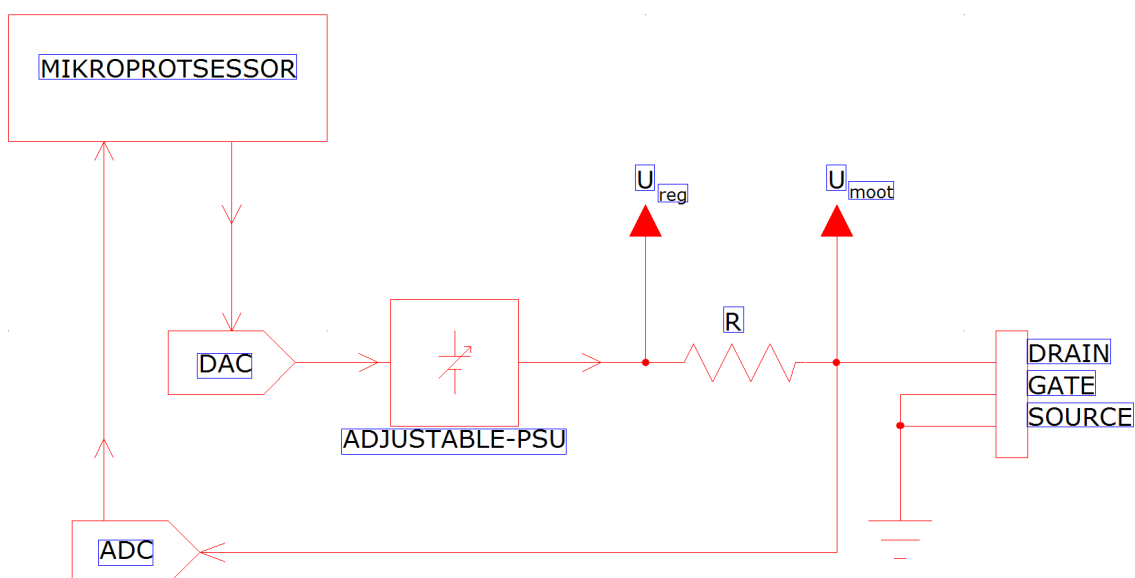 MIKROPROTSESSOR
U reg
U moot
R
DAC
ADJUSTABLE-PSU
DRAIN
GATE
SOURCE
ADC